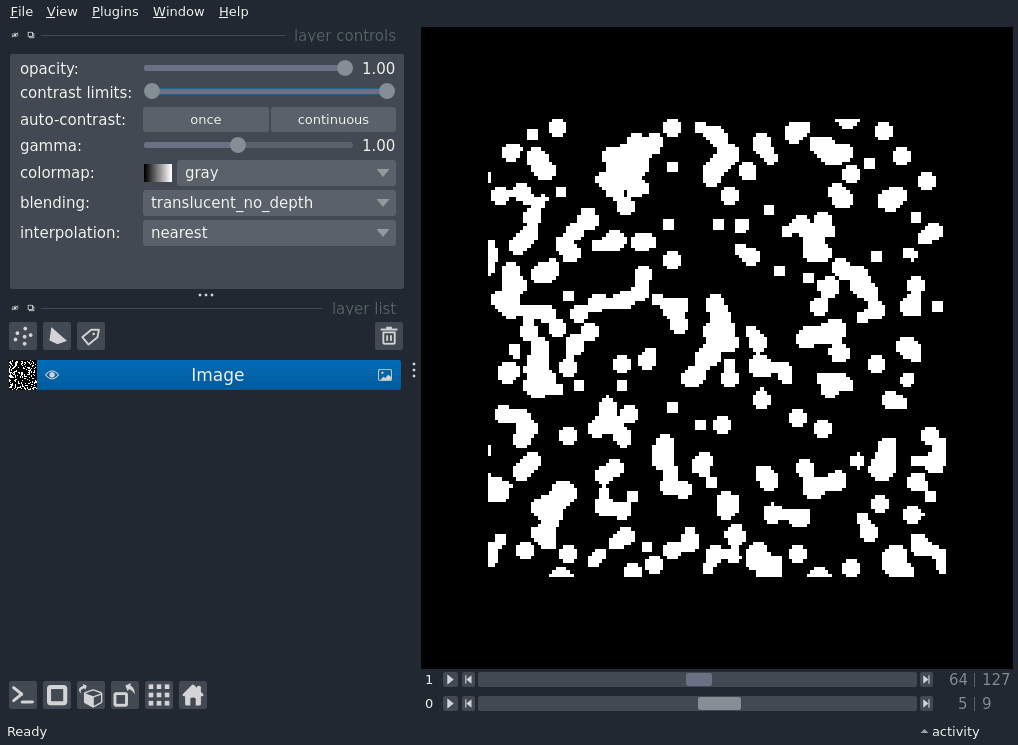 File View Plugins Window Help
layer controls
opacity: 1.00
contrast limits:
auto-contrast: once continuous
gamma: 1.00
colormap: gray
blending: translucent_no_depth
interpolation: nearest
layer list
Image
1 64 | 127
0 5 | 9
Ready activity